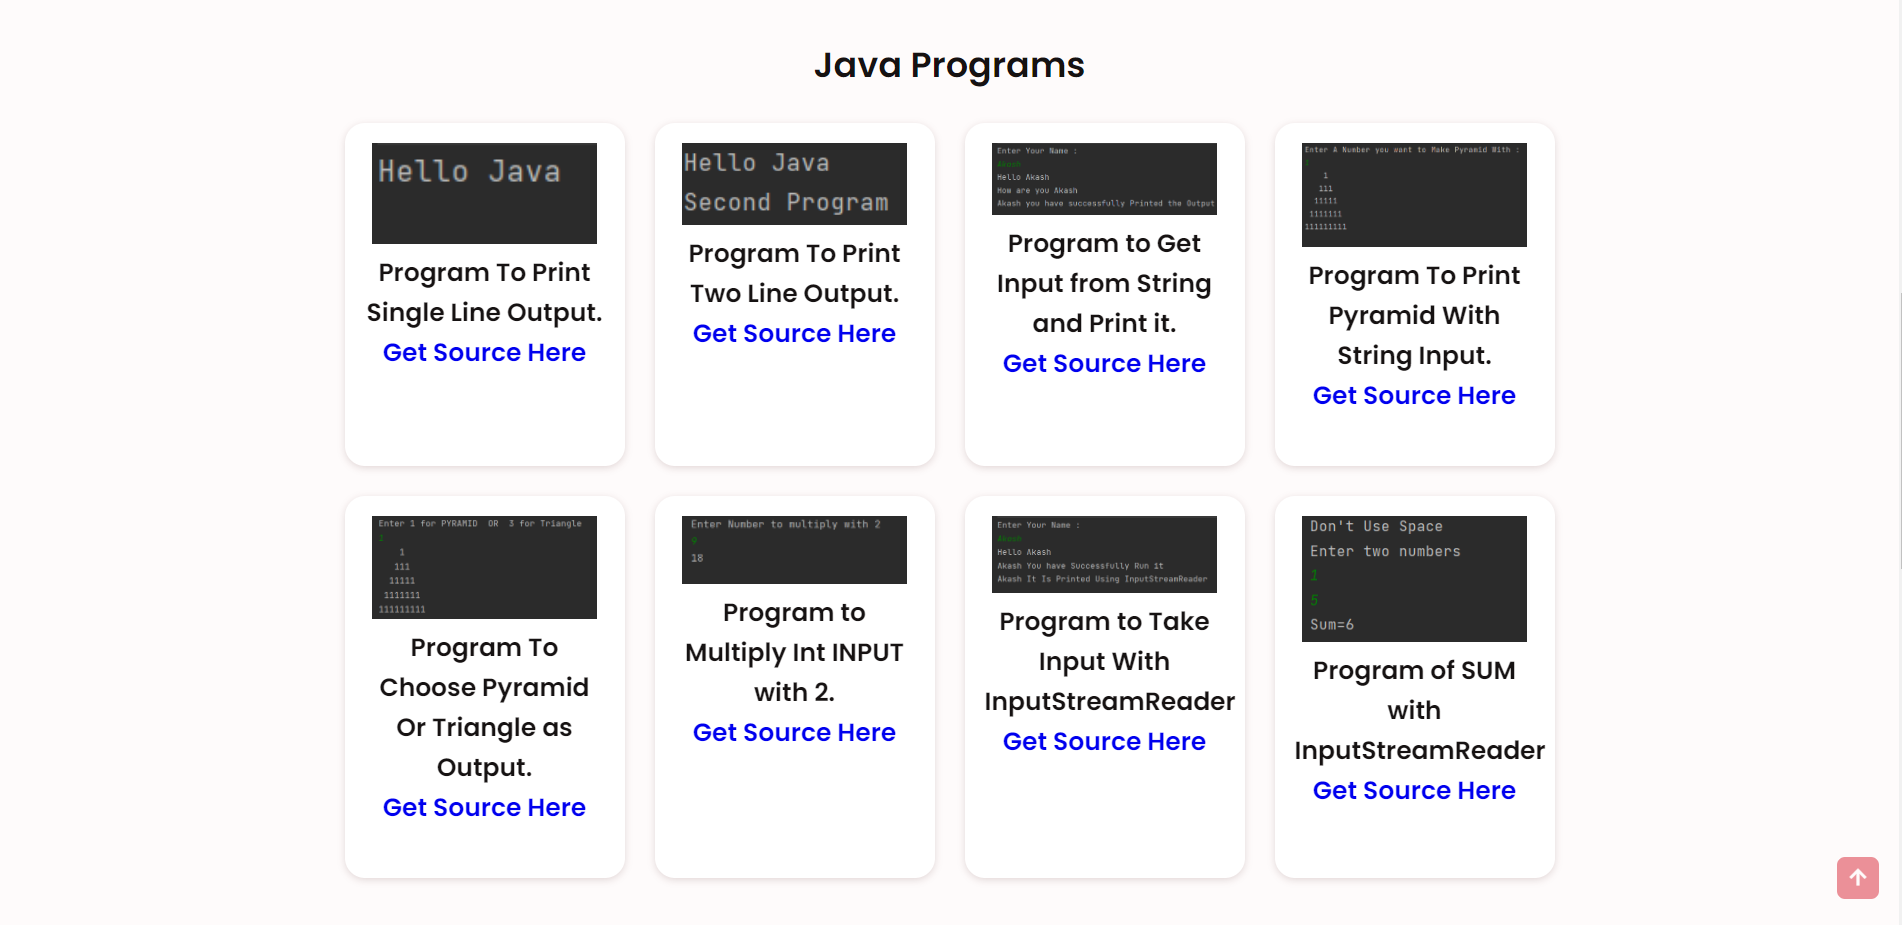 Java Programs
Hello Java
Program To Print
Single Line Output.
Get Source Here
Hello Java
Second Program
Program To Print
Two Line Output.
Get Source Here
Enter Your Name :
Akash
Hello Akash
How are you Akash
Akash you have successfully Printed the Output
Program to Get
Input from String
and Print it.
Get Source Here
Enter A Number you want to Make Pyramid With :
1
111
11111
1111111
111111111
Program To Print
Pyramid With
String Input.
Get Source Here
Enter 1 for PYRAMID OR 3 for Triangle
1
1
111
11111
1111111
111111111
Program To
Choose Pyramid
Or Triangle as
Output.
Get Source Here
Enter Number to multiply with 2
9
18
Program to
Multiply Int INPUT
with 2.
Get Source Here
Enter Your Name :
Akash
Hello Akash
Akash You have Successfully Run it
Akash It Is Printed Using InputStreamReader
Program to Take
Input With
InputStreamReader
Get Source Here
Don't Use Space
Enter two numbers
1
5
Sum=6
Program of SUM
with
InputStreamReader
Get Source Here